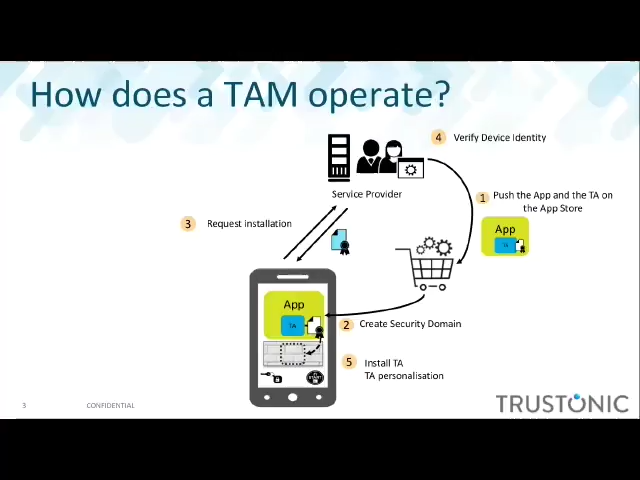 How does a TAM operate?
4 Verify Device Identity
Service Provider
1 Push the App and the TA on
the App Store
App
TA
3 Request installation
App
TA
2 Create Security Domain
5 Install TA
TA personalisation
START
3 CONFIDENTIAL
TRUSTONIC